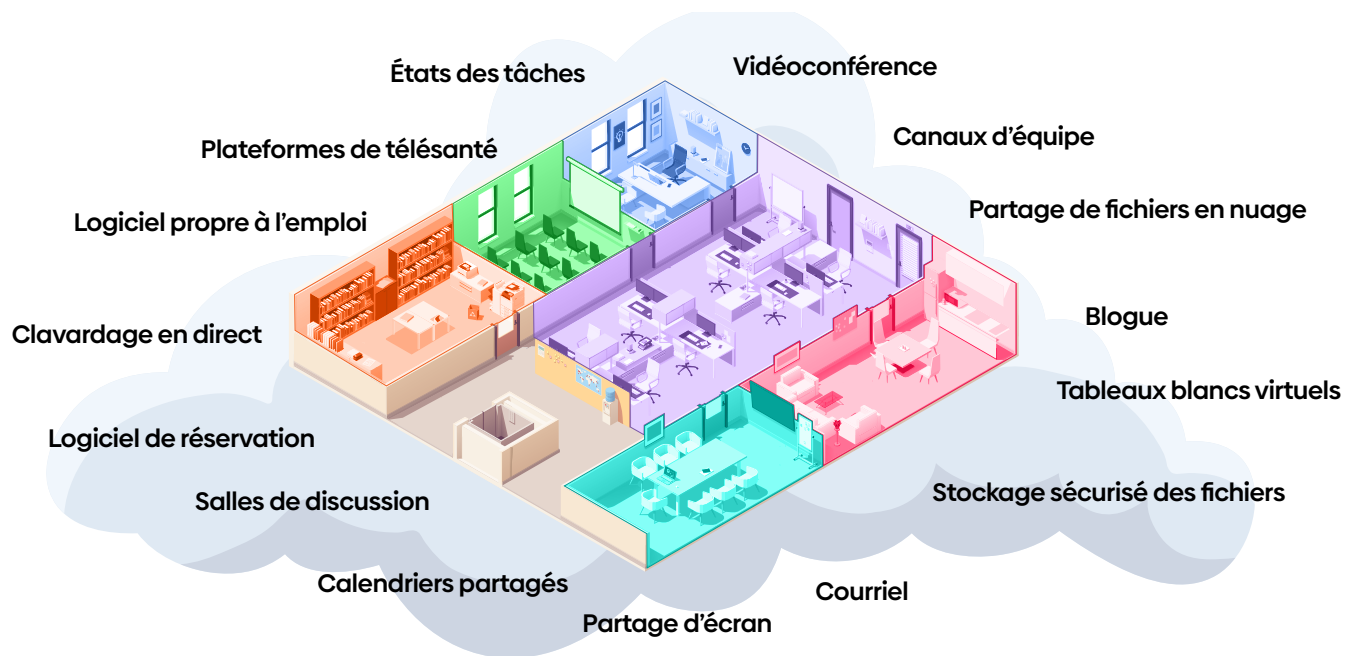 États des tâches
Vidéoconférence
Plateformes de télésanté
Canaux d’équipe
Logiciel propre à l’emploi
Partage de fichiers en nuage
Clavardage en direct
Blogue
Tableaux blancs virtuels
Logiciel de réservation
Salles de discussion
Stockage sécurisé des fichiers
Calendriers partagés
Courriel
Partage d’écran